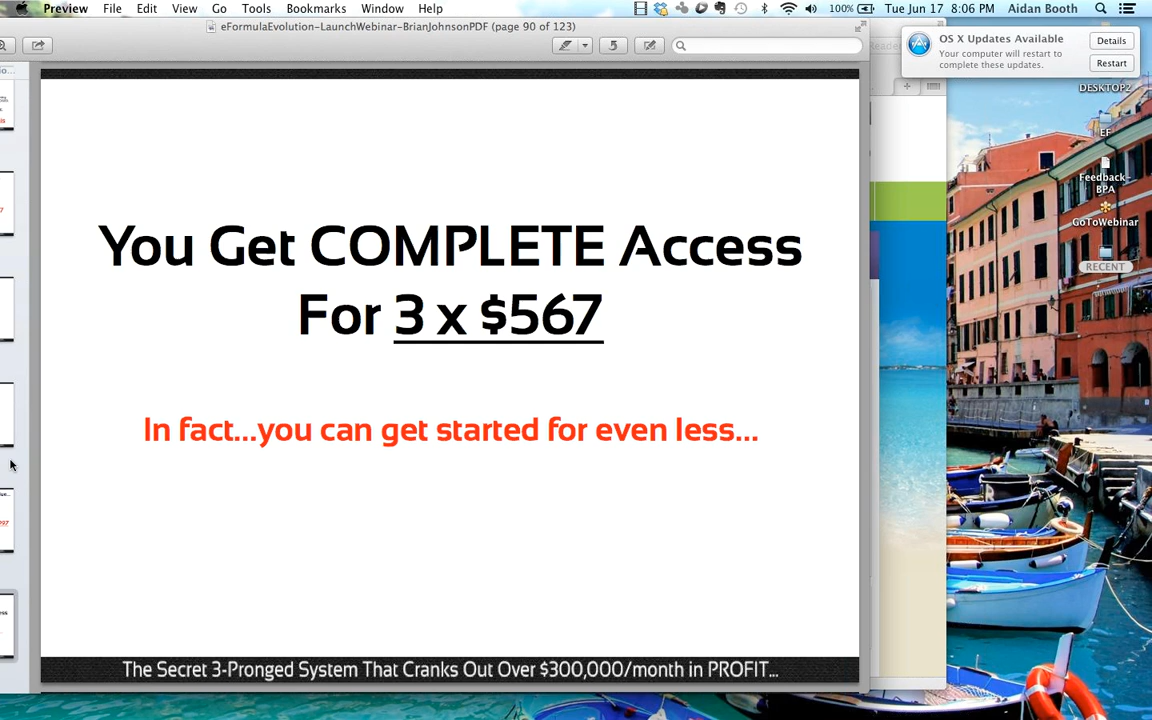 Preview File Edit View Go Tools Bookmarks Window Help
100% Tue Jun 17 8:06 PM Aidan Booth
eFormulaEvolution-LaunchWebinar-BrianJohnsonPDF (page 90 of 123)
OS X Updates Available
Your computer will restart to
complete these updates.
Details
Restart
DESKTOP2
EF
Feedback-
BPA
GoToWebinar
RECENT
You Get COMPLETE Access
For 3 x $567
In fact...you can get started for even less...
The Secret 3-Pronged System That Cranks Out Over $300,000/month in PROFIT...